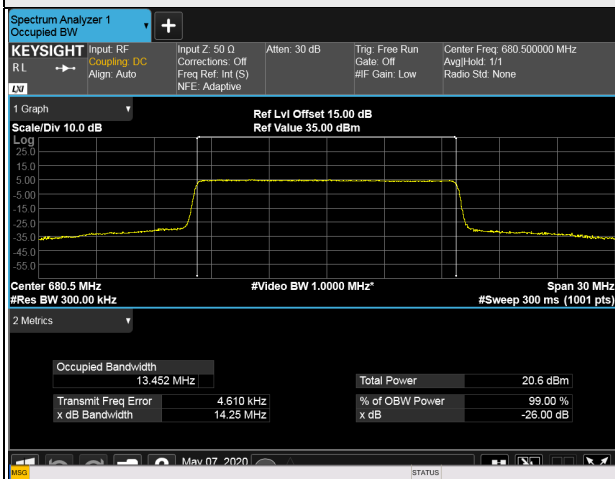 Spectrum Analyzer 1
Occupied BW
+
KEYSIGHT
RL
LXI
Input: RF
Coupling: DC
Align: Auto
Input Z: 50 Ω
Corrections: Off
Freq Ref: Int (S)
NFE: Adaptive
Atten: 30 dB
Trig: Free Run
Gate: Off
#IF Gain: Low
Center Freq: 680.500000 MHz
Avg|Hold: 1/1
Radio Std: None
1 Graph
Scale/Div 10.0 dB
Ref Lvl Offset 15.00 dB
Ref Value 35.00 dBm
Log
25.0
15.0
5.00
-5.00
-15.0
-25.0
-35.0
-45.0
-55.0
Center 680.5 MHz
#Res BW 300.00 kHz
#Video BW 1.0000 MHz*
Span 30 MHz
#Sweep 300 ms (1001 pts)
2 Metrics
Occupied Bandwidth
13.452 MHz
Transmit Freq Error 4.610 kHz
x dB Bandwidth 14.25 MHz
Total Power 20.6 dBm
% of OBW Power 99.00 %
x dB -26.00 dB
May 07, 2020
MSG
STATUS